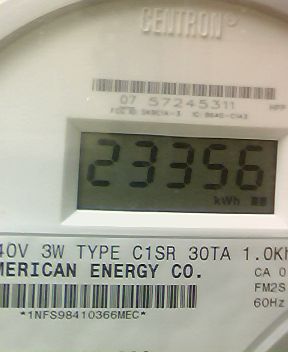 CENTRON®
07 57245311
23356
kWh
40V 3W TYPE C1SR 30TA 1.0Kh
MERICAN ENERGY CO.
CA 0
FM2S
60Hz
*1NFS98410366MEC*